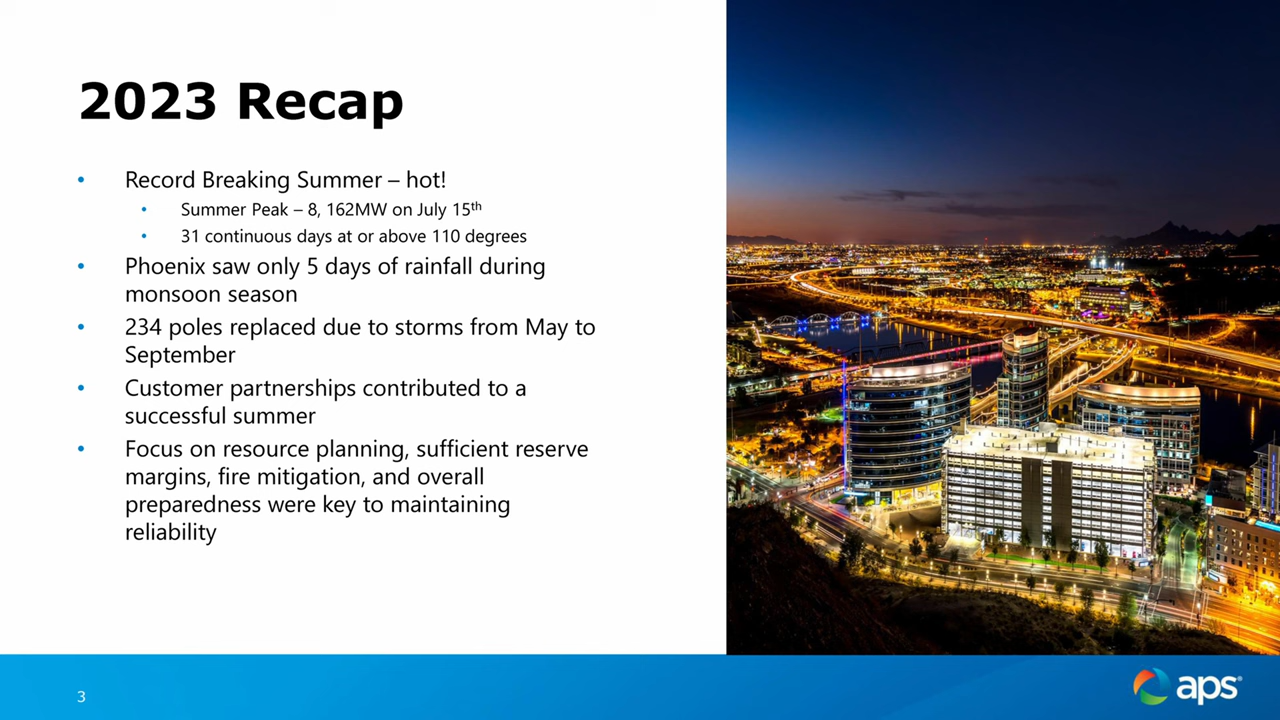 2023 Recap
• Record Breaking Summer – hot!
• Summer Peak – 8, 162MW on July 15th
• 31 continuous days at or above 110 degrees
• Phoenix saw only 5 days of rainfall during
monsoon season
• 234 poles replaced due to storms from May to
September
• Customer partnerships contributed to a
successful summer
• Focus on resource planning, sufficient reserve
margins, fire mitigation, and overall
preparedness were key to maintaining
reliability
3
aps